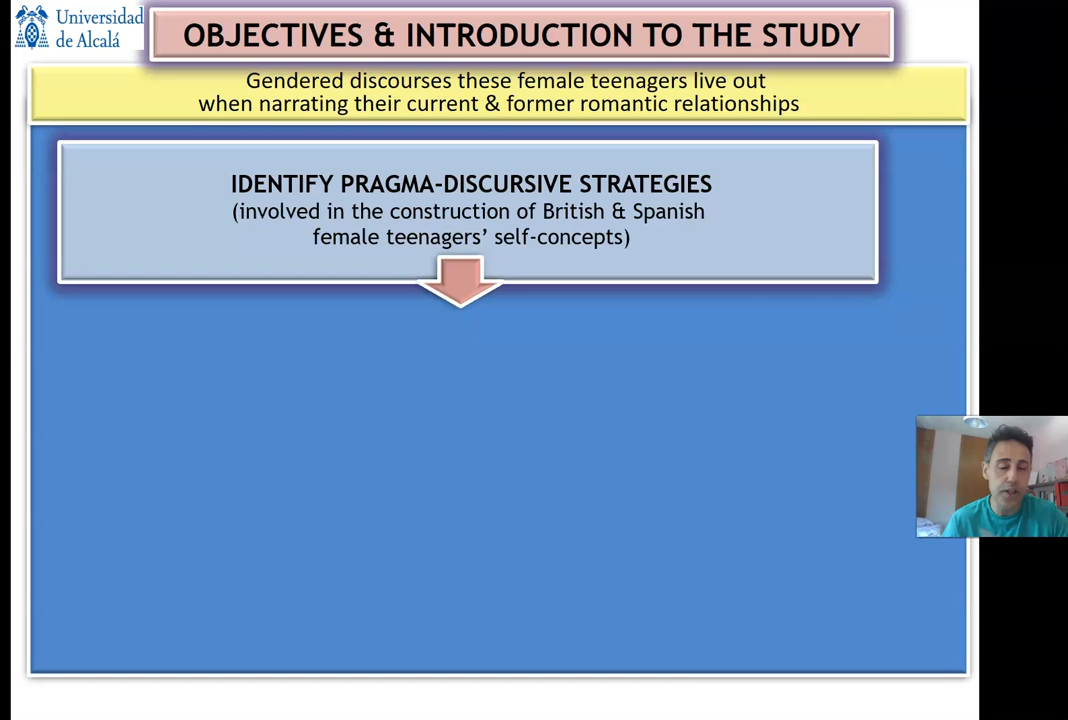 Universidad
de Alcalá
OBJECTIVES & INTRODUCTION TO THE STUDY
Gendered discourses these female teenagers live out
when narrating their current & former romantic relationships
IDENTIFY PRAGMA-DISCURSIVE STRATEGIES
(involved in the construction of British & Spanish
female teenagers’ self-concepts)